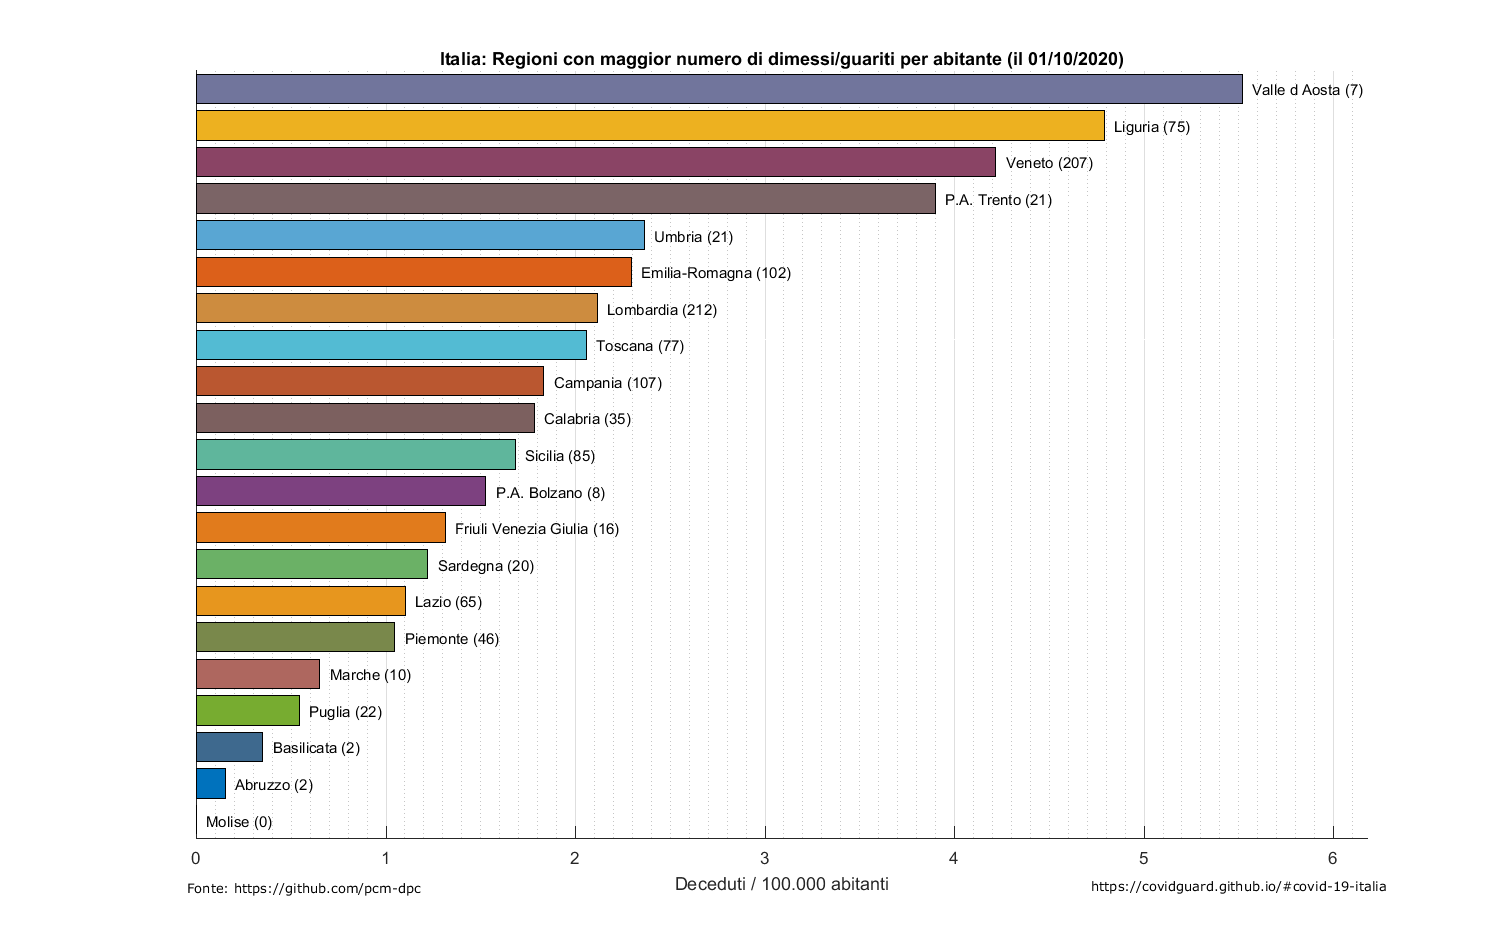 Italia: Regioni con maggior numero di dimessi/guariti per abitante (il 01/10/2020)
Valle d Aosta (7)
Liguria (75)
Veneto (207)
P.A. Trento (21)
Umbria (21)
Emilia-Romagna (102)
Lombardia (212)
Toscana (77)
Campania (107)
Calabria (35)
Sicilia (85)
P.A. Bolzano (8)
Friuli Venezia Giulia (16)
Sardegna (20)
Lazio (65)
Piemonte (46)
Marche (10)
Puglia (22)
Basilicata (2)
Abruzzo (2)
Molise (0)
0 1 2 3 4 5 6
Deceduti / 100.000 abitanti
Fonte: https://github.com/pcm-dpc
https://covidguard.github.io/#covid-19-italia